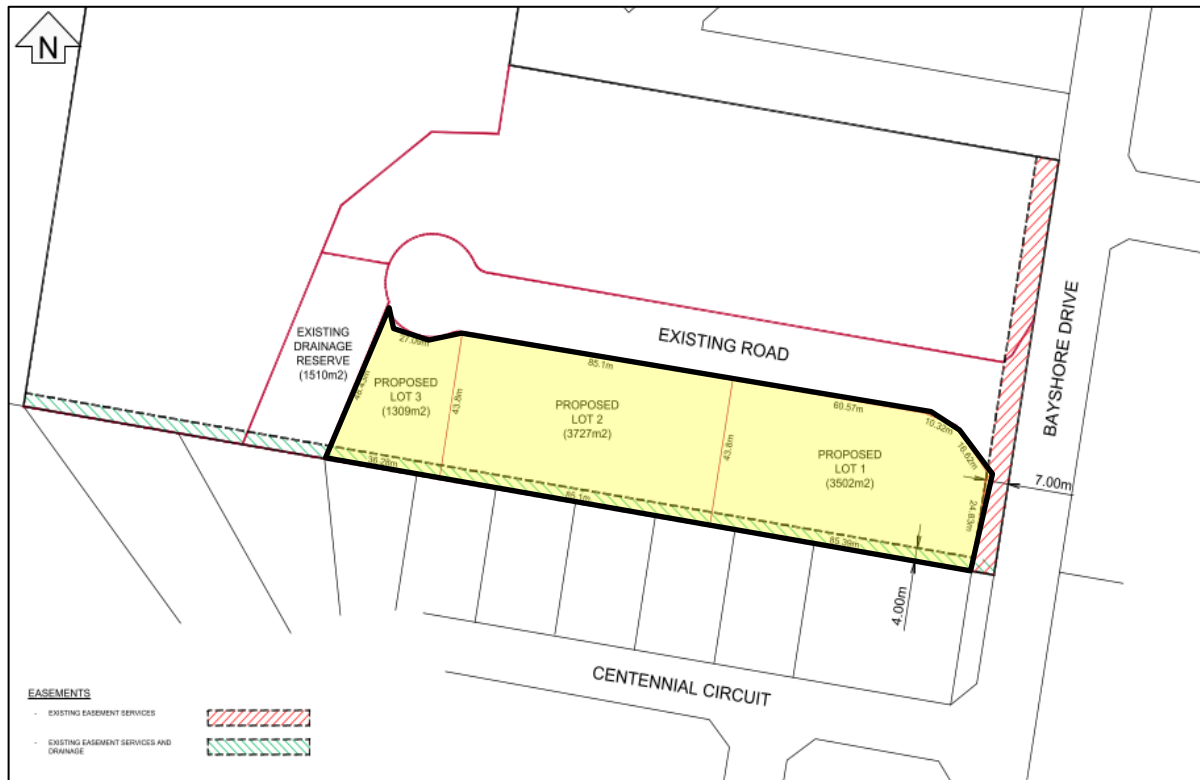 N
EXISTING
DRAINAGE
RESERVE
(1510m2)
EXISTING ROAD
BAYSHORE DRIVE
27.09m
85.1m
60.57m
10.32m
16.62m
PROPOSED
LOT 3
(1309m2)
43.8m
PROPOSED
LOT 2
(3727m2)
43.8m
PROPOSED
LOT 1
(3502m2)
7.00m
24.83m
36.28m
85.1m
85.39m
4.00m
CENTENNIAL CIRCUIT
EASEMENTS
- EXISTING EASEMENT SERVICES
- EXISTING EASEMENT SERVICES AND
DRAINAGE